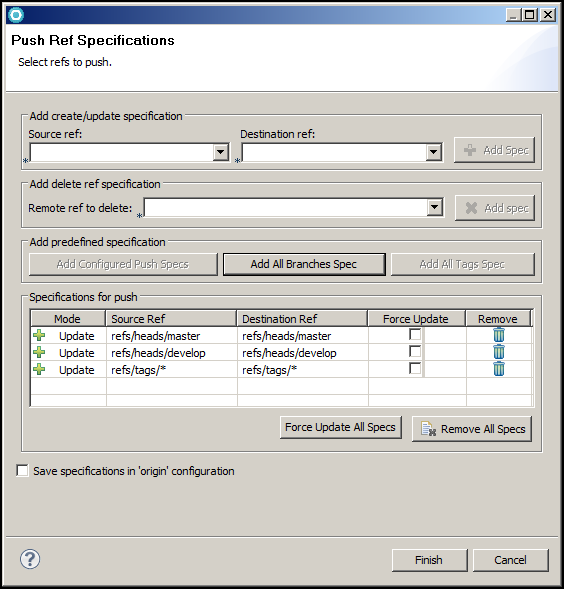 Push Ref Specifications
Select refs to push.
Add create/update specification
Source ref: Destination ref:
* * Add Spec
Add delete ref specification
Remote ref to delete: * Add spec
Add predefined specification
Add Configured Push Specs Add All Branches Spec Add All Tags Spec
Specifications for push
Mode Source Ref Destination Ref Force Update Remove
Update refs/heads/master refs/heads/master
Update refs/heads/develop refs/heads/develop
Update refs/tags/* refs/tags/*
Force Update All Specs Remove All Specs
Save specifications in 'origin' configuration
? Finish Cancel